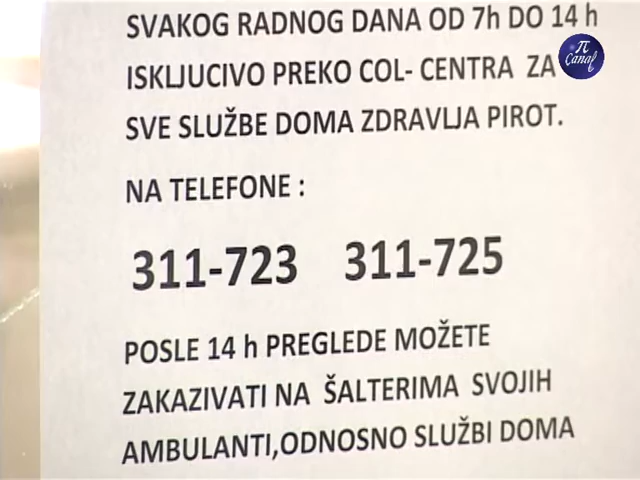 SVAKOG RADNOG DANA OD 7h DO 14 h
ISKLJUCIVO PREKO COL- CENTRA ZA
SVE SLUŽBE DOMA ZDRAVLJA PIROT.
NA TELEFONE :
311-723 311-725
POSLE 14 h PREGLEDE MOŽETE
ZAKAZIVATI NA ŠALTERIMA SVOJIH
AMBULANTI,ODNOSNO SLUŽBI DOMA
π
Canal